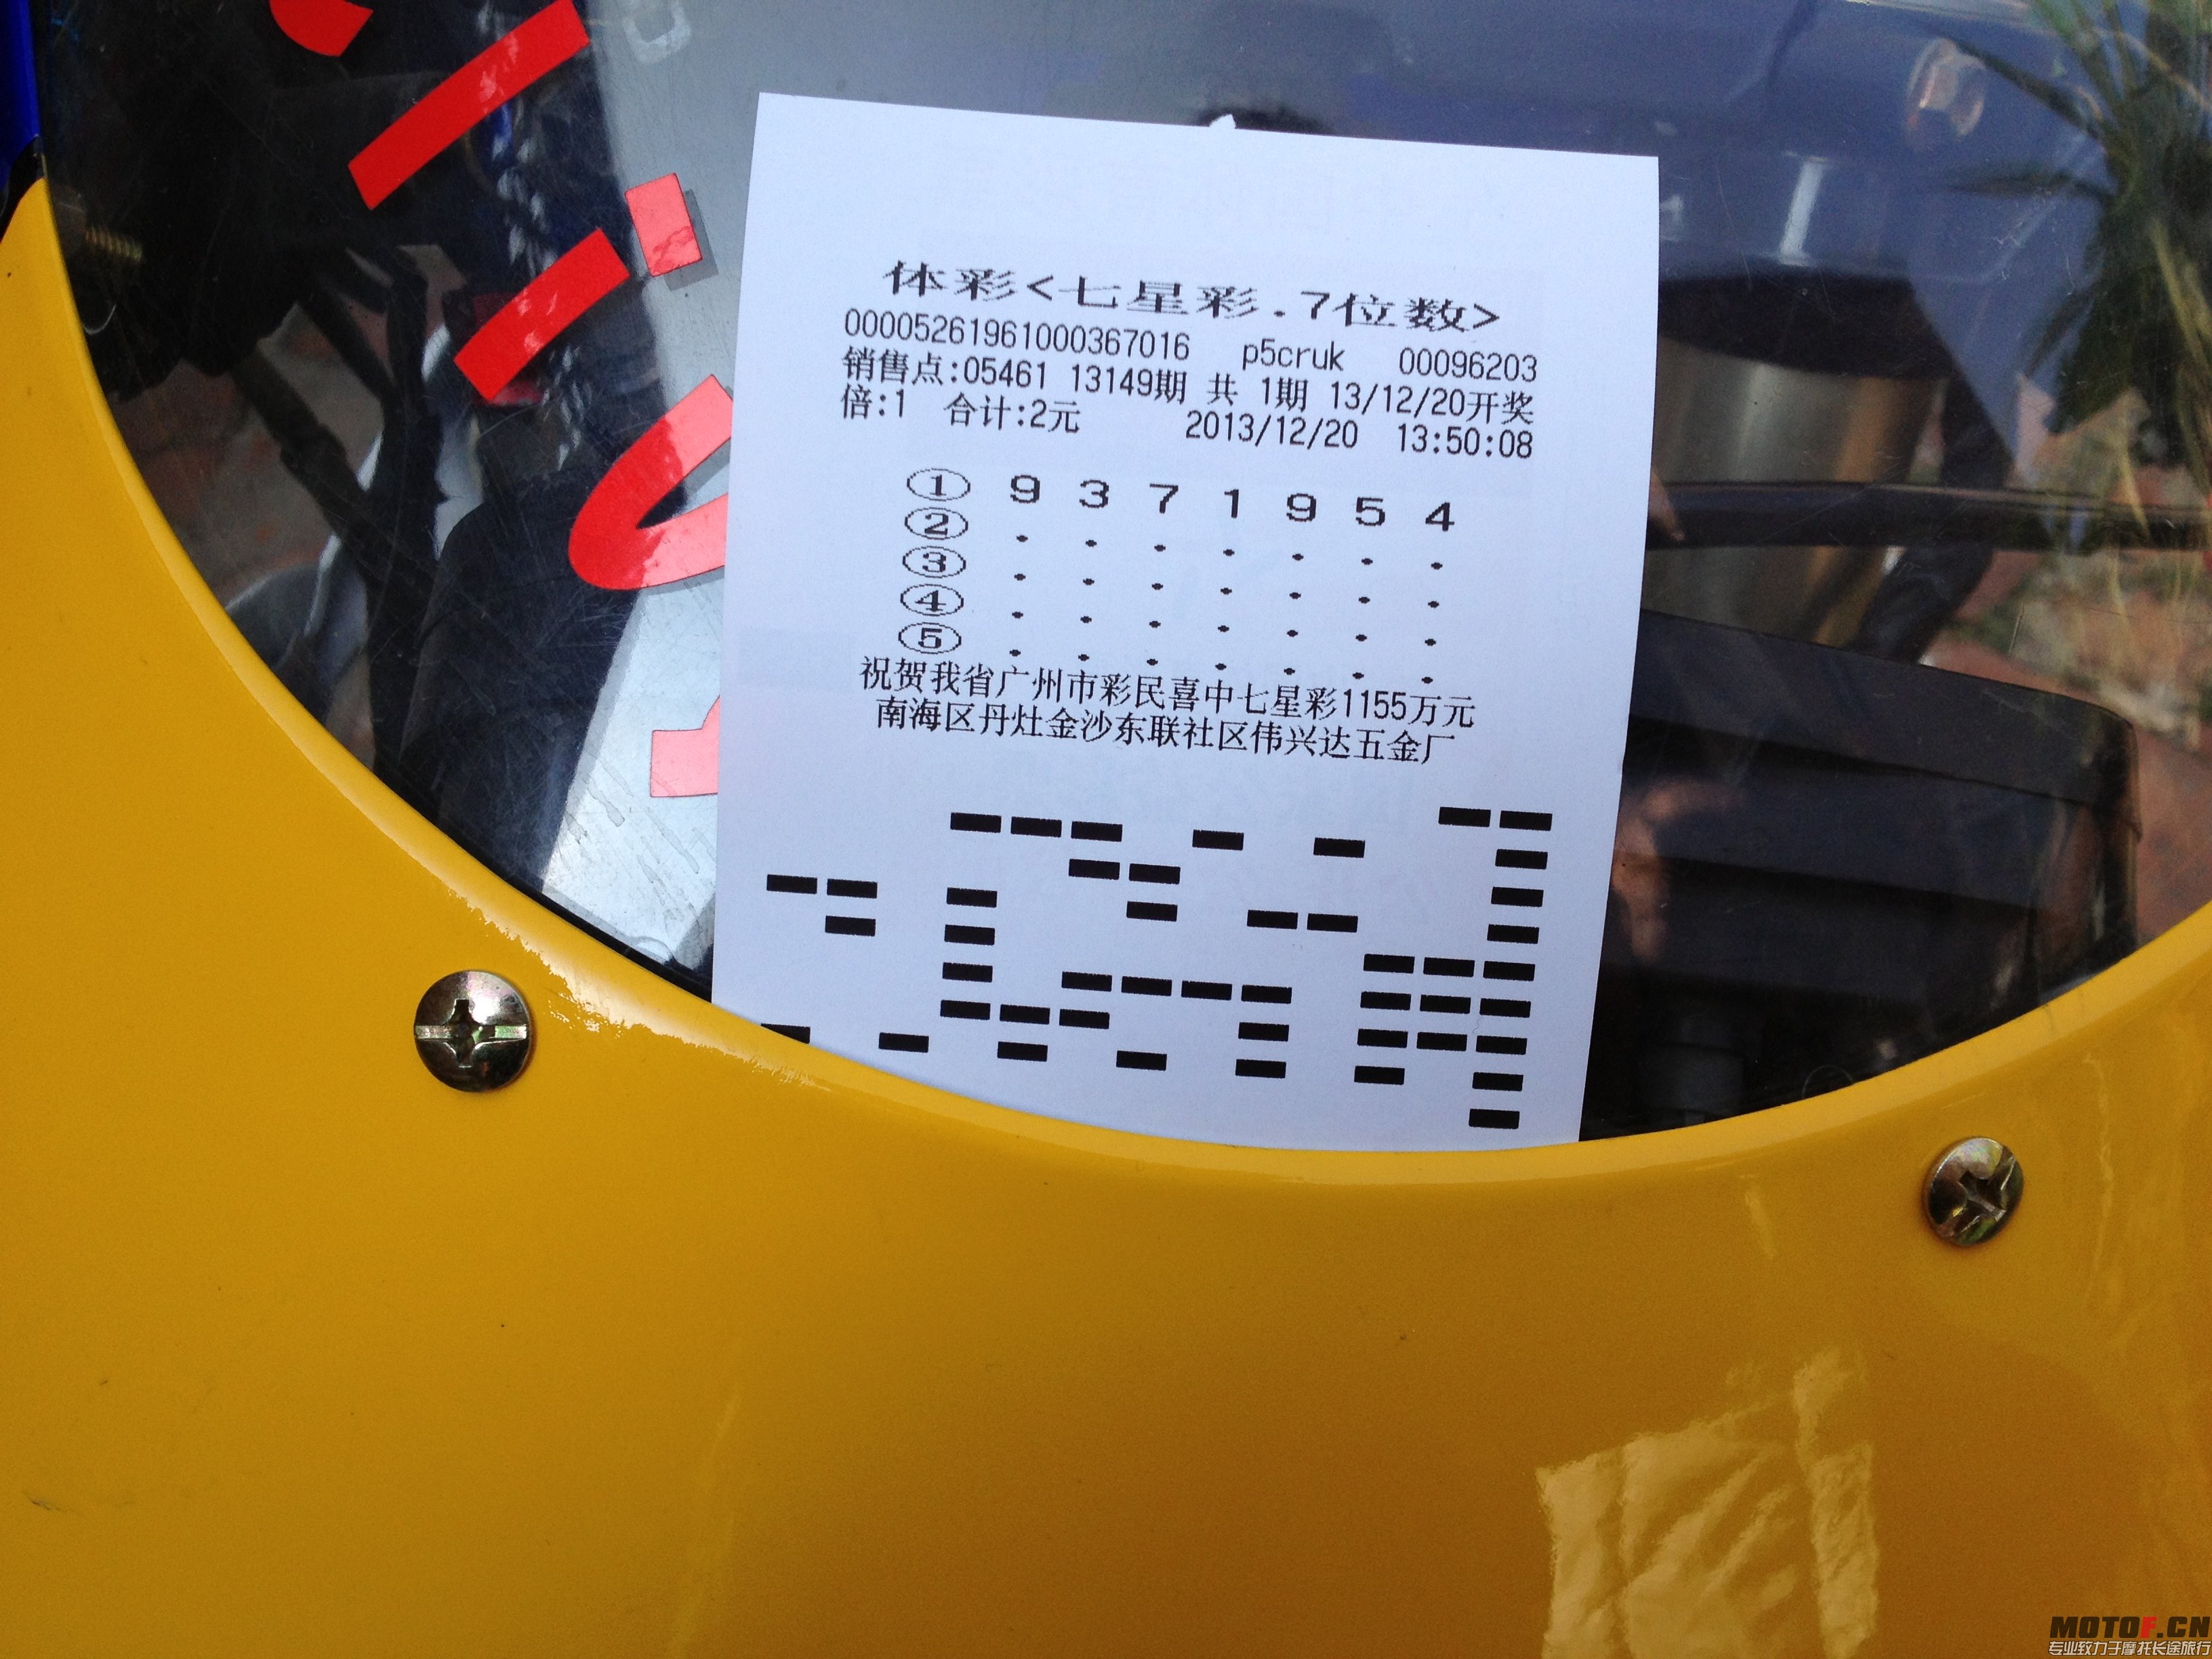 体彩<七星彩.7位数>
00005261961000367016 p5cruk 00096203
销售点:05461 13149期 共 1期 13/12/20开奖
倍:1 合计:2元 2013/12/20 13:50:08
① 9 3 7 1 9 5 4
② . . . . . . .
③ . . . . . . .
④ . . . . . . .
⑤ . . . . . . .
祝贺我省广州市彩民喜中七星彩1155万元
南海区丹灶金沙东联社区伟兴达五金厂
MOTOF.CN
专业致力于摩托长途旅行